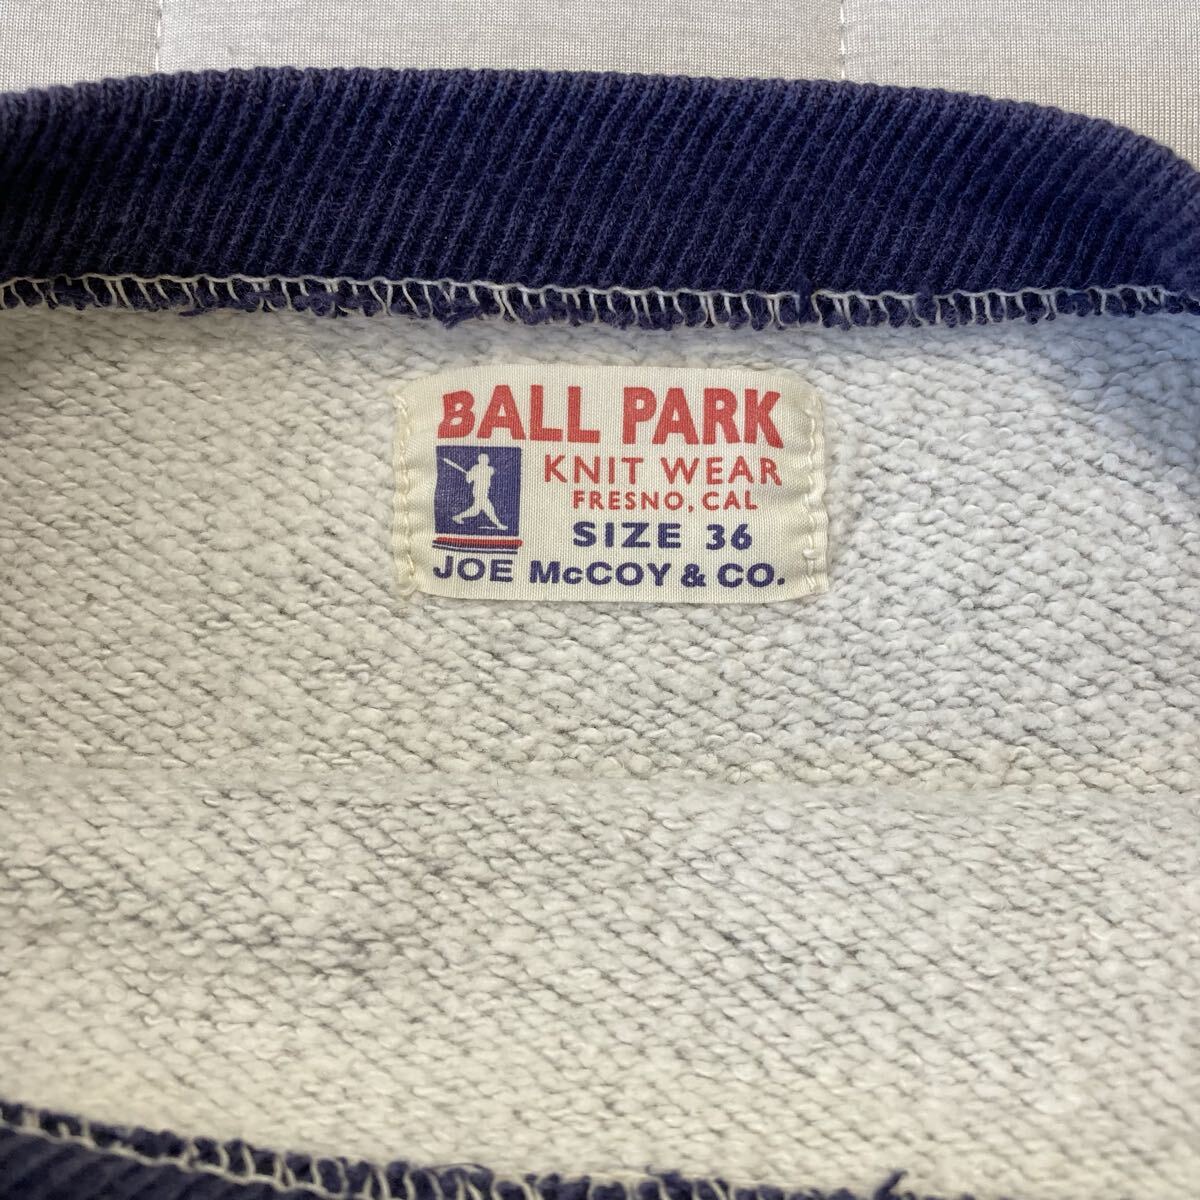 BALL PARK
KNIT WEAR
FRESNO, CAL
SIZE 36
JOE McCOY & CO.